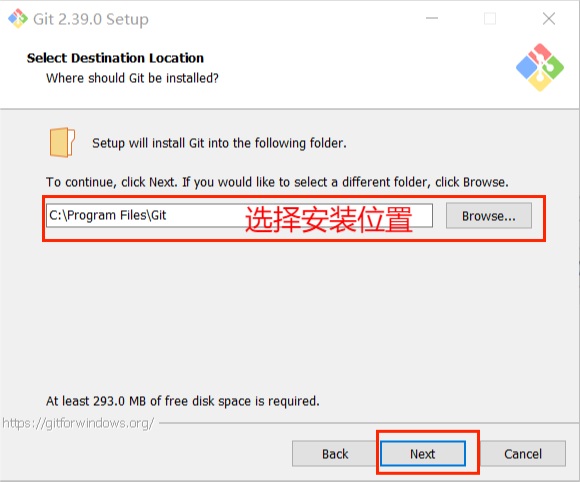 Git 2.39.0 Setup
Select Destination Location
Where should Git be installed?
Setup will install Git into the following folder.
To continue, click Next. If you would like to select a different folder, click Browse.
C:\Program Files\Git 选择安装位置 Browse...
At least 293.0 MB of free disk space is required.
https://gitforwindows.org/
Back Next Cancel